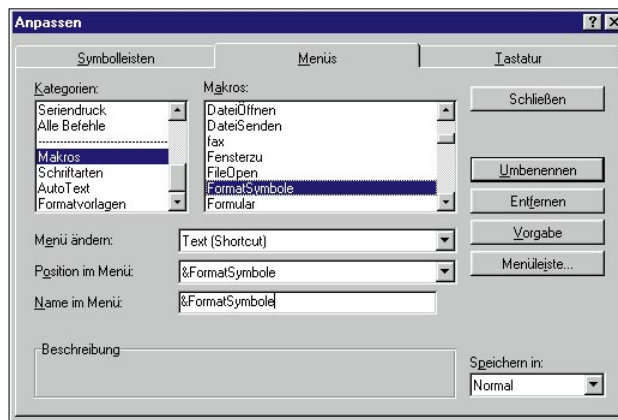 Anpassen
Symbolleisten
Menüs
Tastatur
Kategorien:
Seriendruck
Alle Befehle
Makros
Schriftarten
AutoText
Formatvorlagen
Makros:
DateiÖffnen
DateiSenden
fax
Fensterzu
FileOpen
FormatSymbole
Formular
Schließen
Umbenennen
Entfernen
Vorgabe
Menüleiste...
Menü ändern:
Text (Shortcut)
Position im Menü:
&FormatSymbole
Name im Menü:
&FormatSymbole
Beschreibung
Speichern in:
Normal